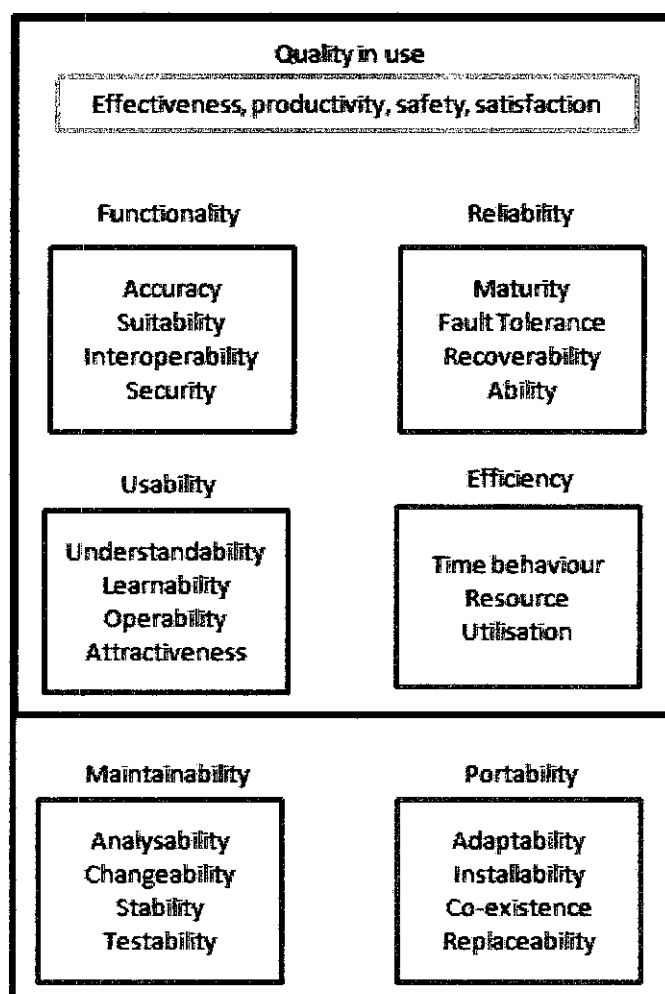 Quality in use
Effectiveness, productivity, safety, satisfaction
Functionality
Accuracy
Suitability
Interoperability
Security
Reliability
Maturity
Fault Tolerance
Recoverability
Ability
Usability
Understandability
Learnability
Operability
Attractiveness
Efficiency
Time behaviour
Resource
Utilisation
Maintainability
Analysability
Changeability
Stability
Testability
Portability
Adaptability
Installability
Co-existence
Replaceability